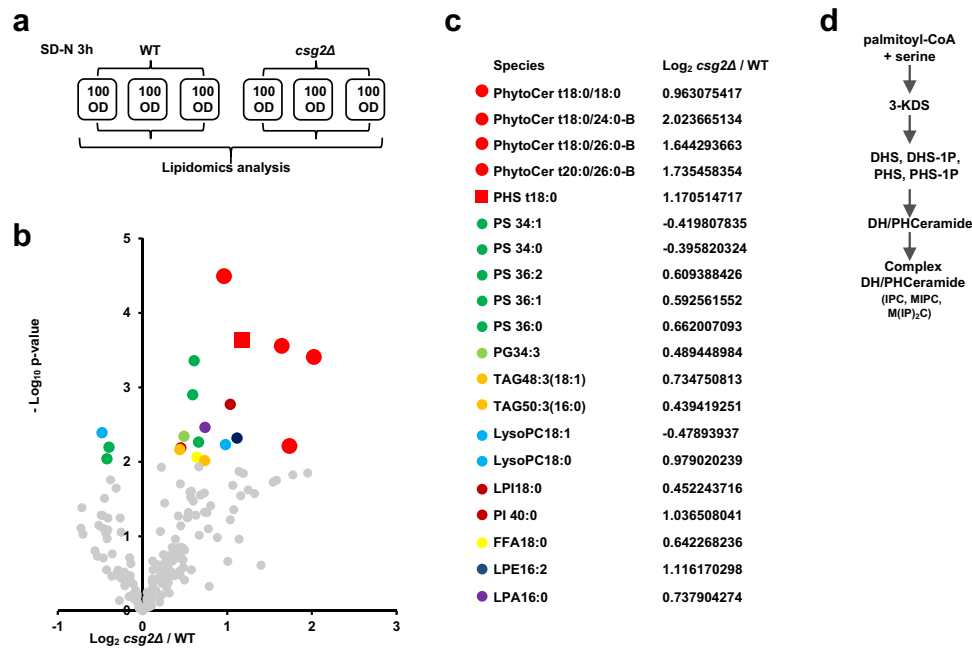 a
SD-N 3h
WT
csg2Δ
100 OD
100 OD
100 OD
100 OD
100 OD
100 OD
Lipidomics analysis
b
- Log10 p-value
5
4
3
2
1
0
-1
0
1
2
3
Log2 csg2Δ / WT
c
Species Log2 csg2Δ / WT
PhytoCer t18:0/18:0 0.963075417
PhytoCer t18:0/24:0-B 2.023665134
PhytoCer t18:0/26:0-B 1.644293663
PhytoCer t20:0/26:0-B 1.735458354
PHS t18:0 1.170514717
PS 34:1 -0.419807835
PS 34:0 -0.395820324
PS 36:2 0.609388426
PS 36:1 0.592561552
PS 36:0 0.662007093
PG34:3 0.489448984
TAG48:3(18:1) 0.734750813
TAG50:3(16:0) 0.439419251
LysoPC18:1 -0.47893937
LysoPC18:0 0.979020239
LPI18:0 0.452243716
PI 40:0 1.036508041
FFA18:0 0.642268236
LPE16:2 1.116170298
LPA16:0 0.737904274
d
palmitoyl-CoA
+ serine
3-KDS
DHS, DHS-1P,
PHS, PHS-1P
DH/PHCeramide
Complex
DH/PHCeramide
(IPC, MIPC,
M(IP)2C)